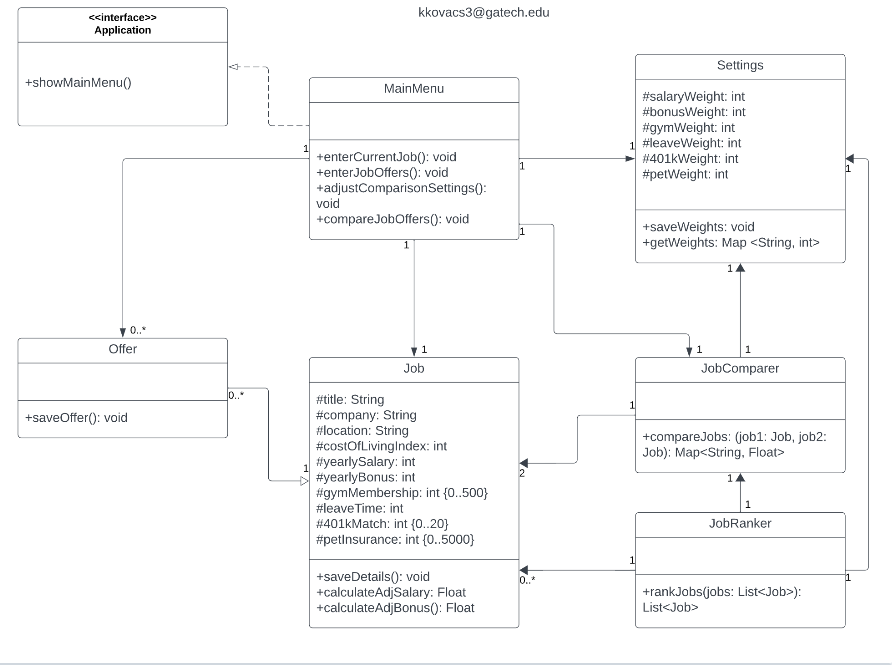 kkovacs3@gatech.edu
<<interface>>
Application
+showMainMenu()
MainMenu
+enterCurrentJob(): void
+enterJobOffers(): void
+adjustComparisonSettings():
void
+compareJobOffers(): void
Settings
#salaryWeight: int
#bonusWeight: int
#gymWeight: int
#leaveWeight: int
#401kWeight: int
#petWeight: int
+saveWeights: void
+getWeights: Map <String, int>
1
1
1
1
1
1
1
0..*
1
1
1
Offer
+saveOffer(): void
0..*
1
Job
#title: String
#company: String
#location: String
#costOfLivingIndex: int
#yearlySalary: int
#yearlyBonus: int
#gymMembership: int {0..500}
#leaveTime: int
#401kMatch: int {0..20}
#petInsurance: int {0..5000}
+saveDetails(): void
+calculateAdjSalary: Float
+calculateAdjBonus(): Float
JobComparer
+compareJobs: (job1: Job, job2:
Job): Map<String, Float>
1
2
1
1
JobRanker
+rankJobs(jobs: List<Job>):
List<Job>
1
0..*
1